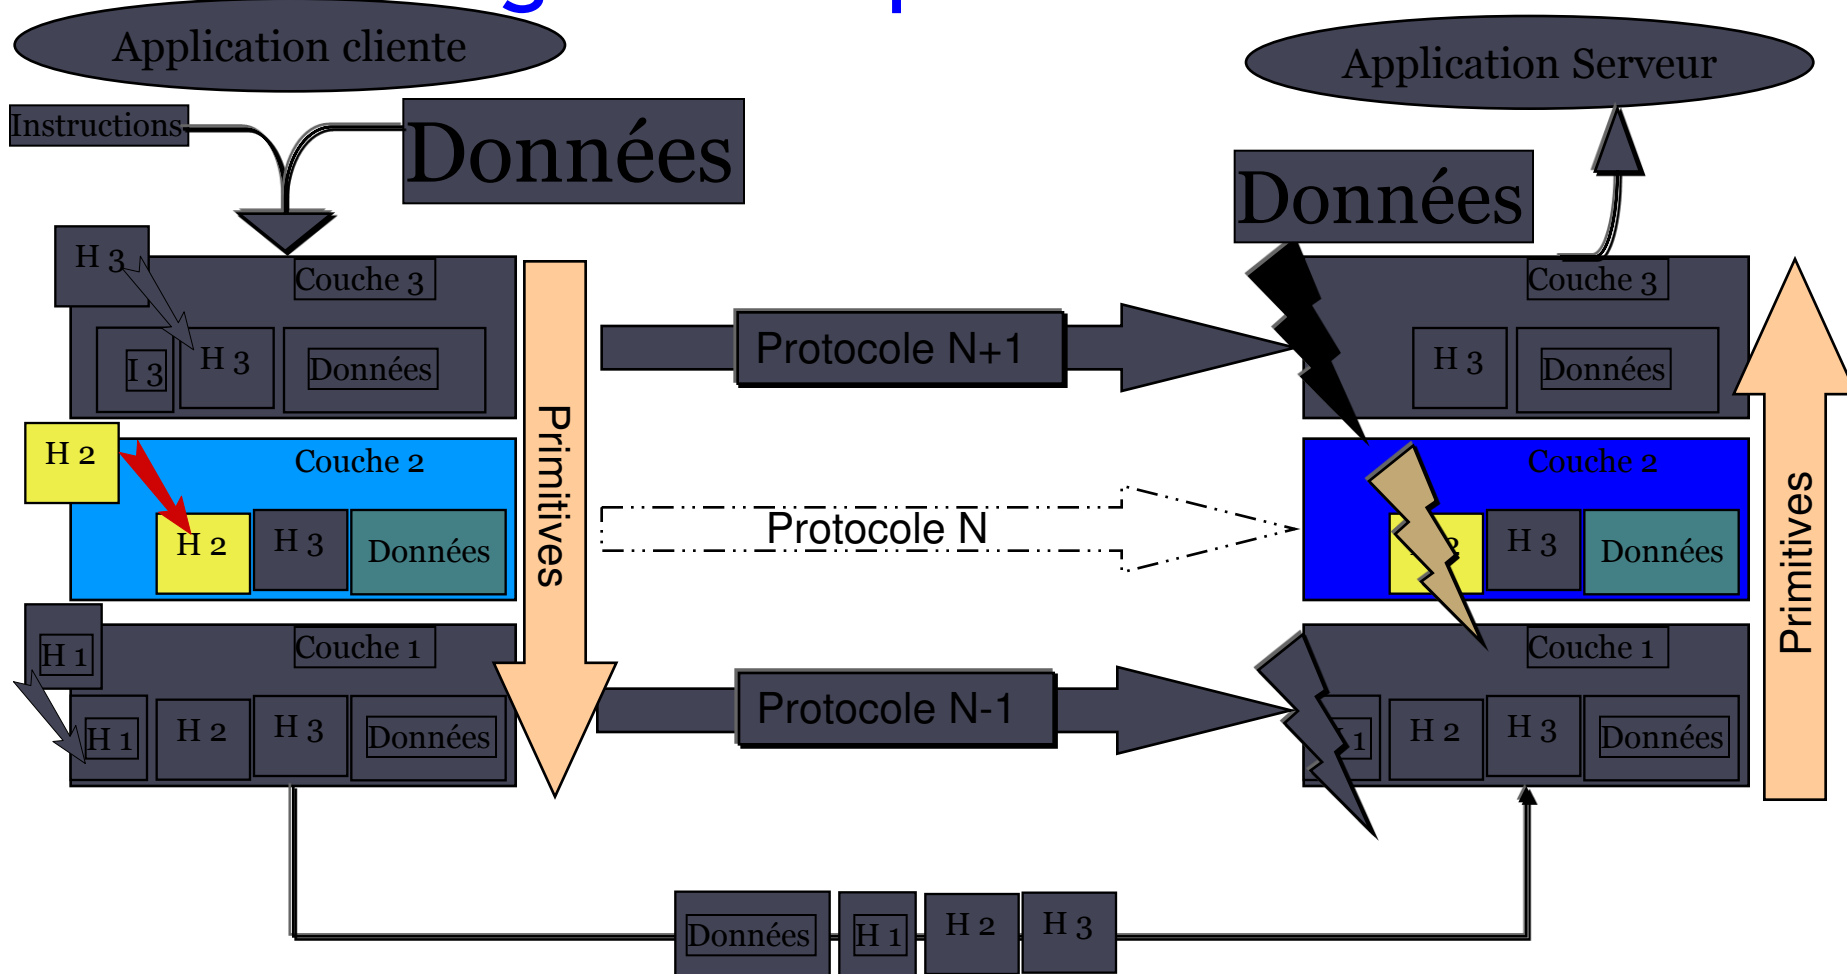 Application cliente
Application Serveur
Instructions
Données
Données
H 3
Couche 3
I 3
H 3
Données
Protocole N+1
Couche 3
H 3
Données
Primitives
H 2
Couche 2
H 2
H 3
Données
Protocole N
Couche 2
H 3
Données
Primitives
H 1
Couche 1
H 1
H 2
H 3
Données
Protocole N-1
Couche 1
1
H 2
H 3
Données
Données
H 1
H 2
H 3